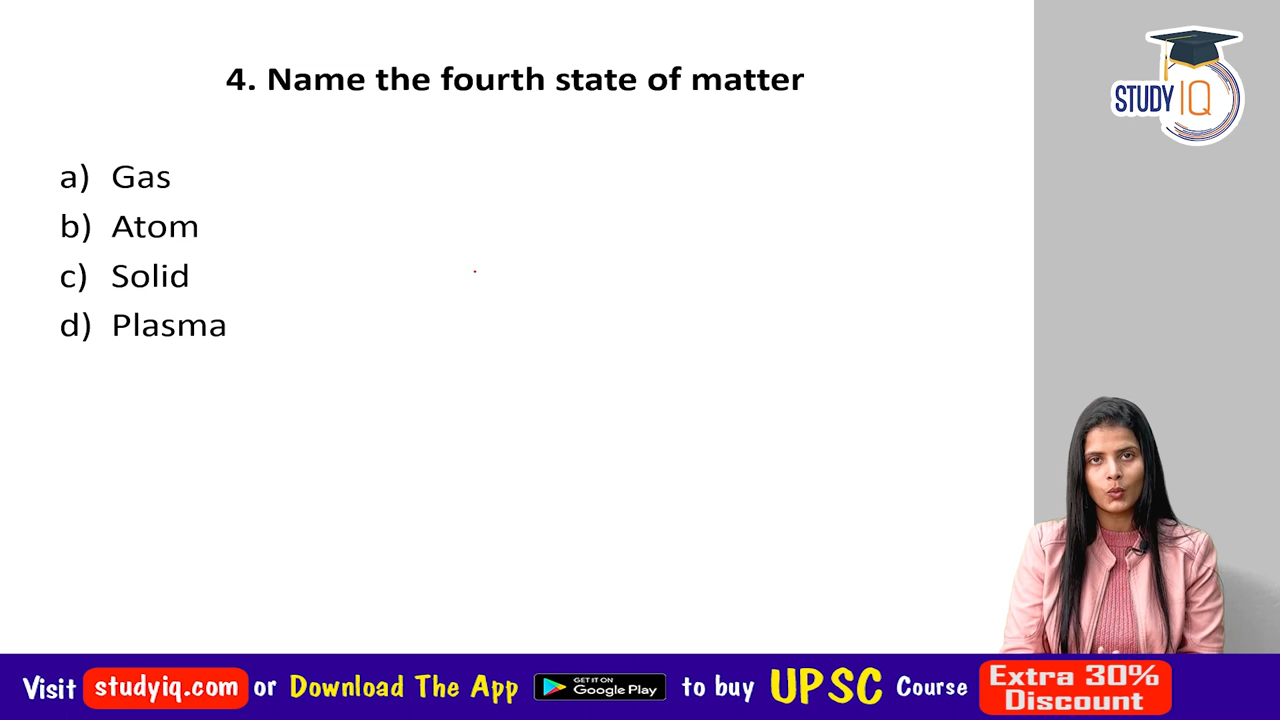 4. Name the fourth state of matter
STUDY IQ
a) Gas
b) Atom
c) Solid
d) Plasma
Visit studyiq.com or Download The App GET IT ON Google Play to buy UPSC Course Extra 30% Discount